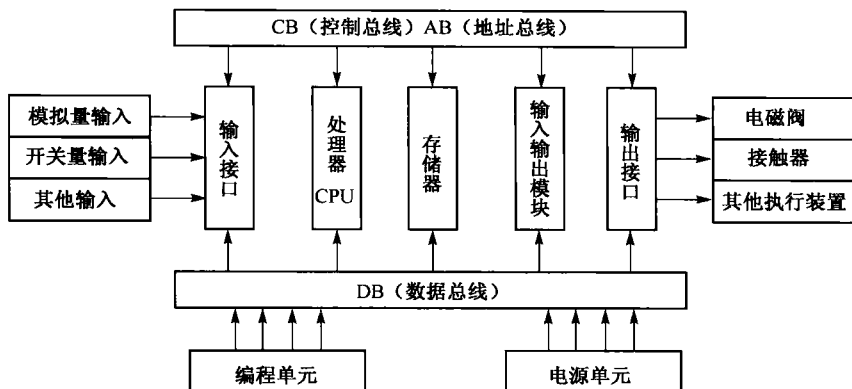 CB（控制总线）AB（地址总线）
模拟量输入
开关量输入
其他输入
输入接口
处理器
CPU
存储器
输入输出模块
输出接口
电磁阀
接触器
其他执行装置
DB（数据总线）
编程单元
电源单元